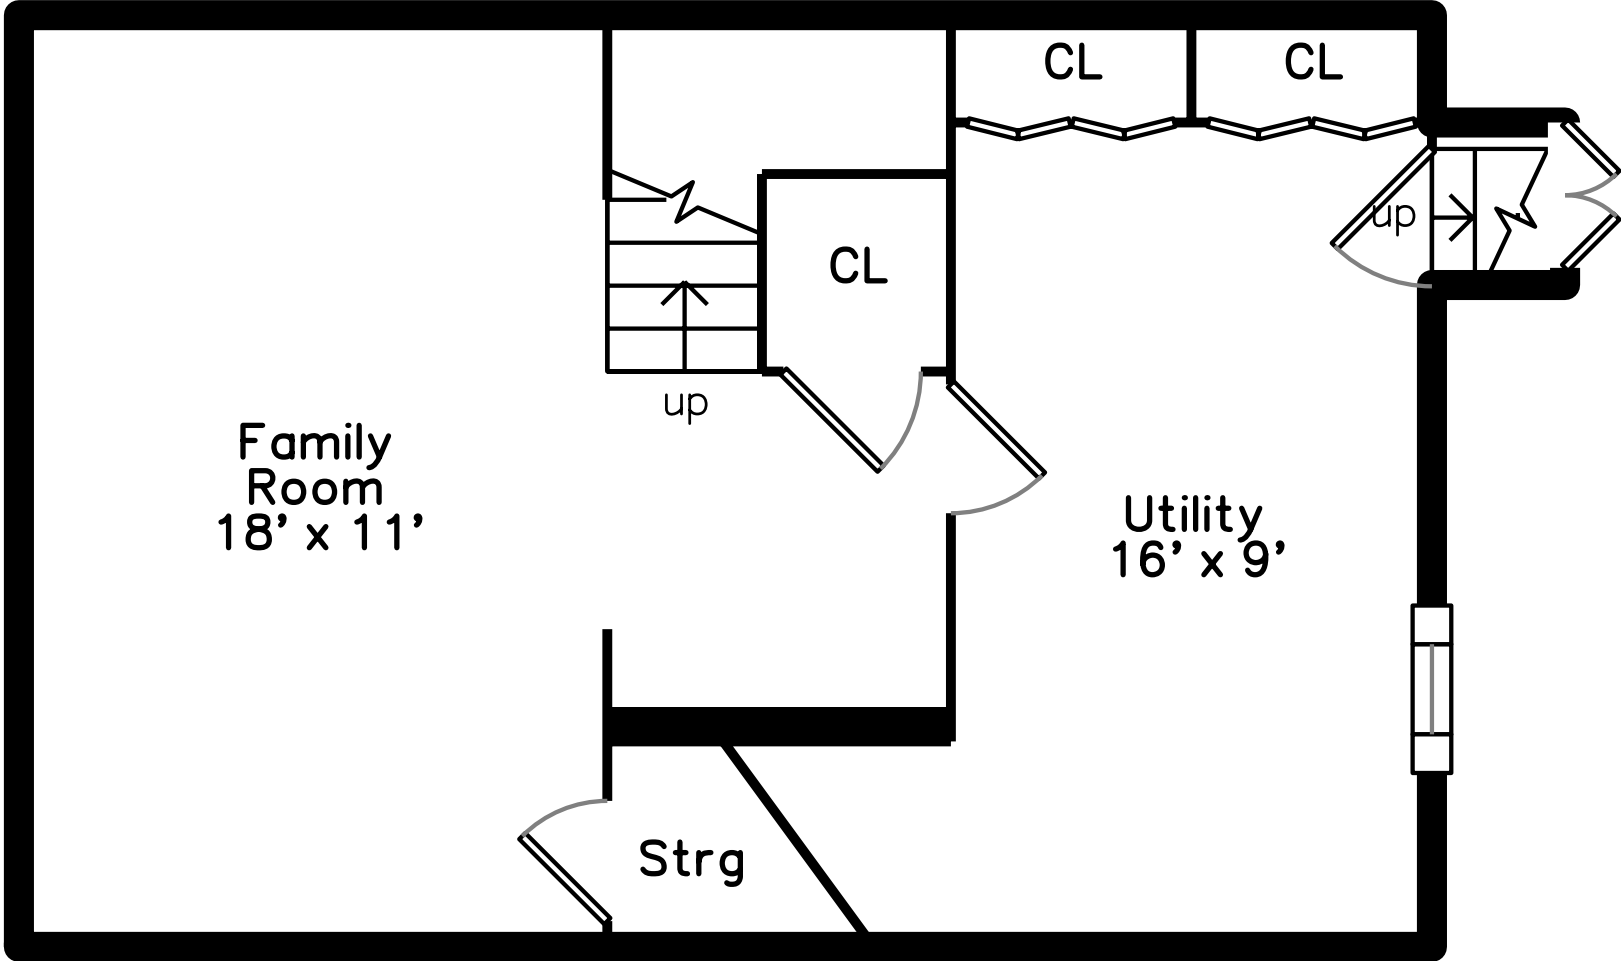 CL
CL
up
CL
up
Family
Room
18’ x 11’
Utility
16’ x 9’
Strg